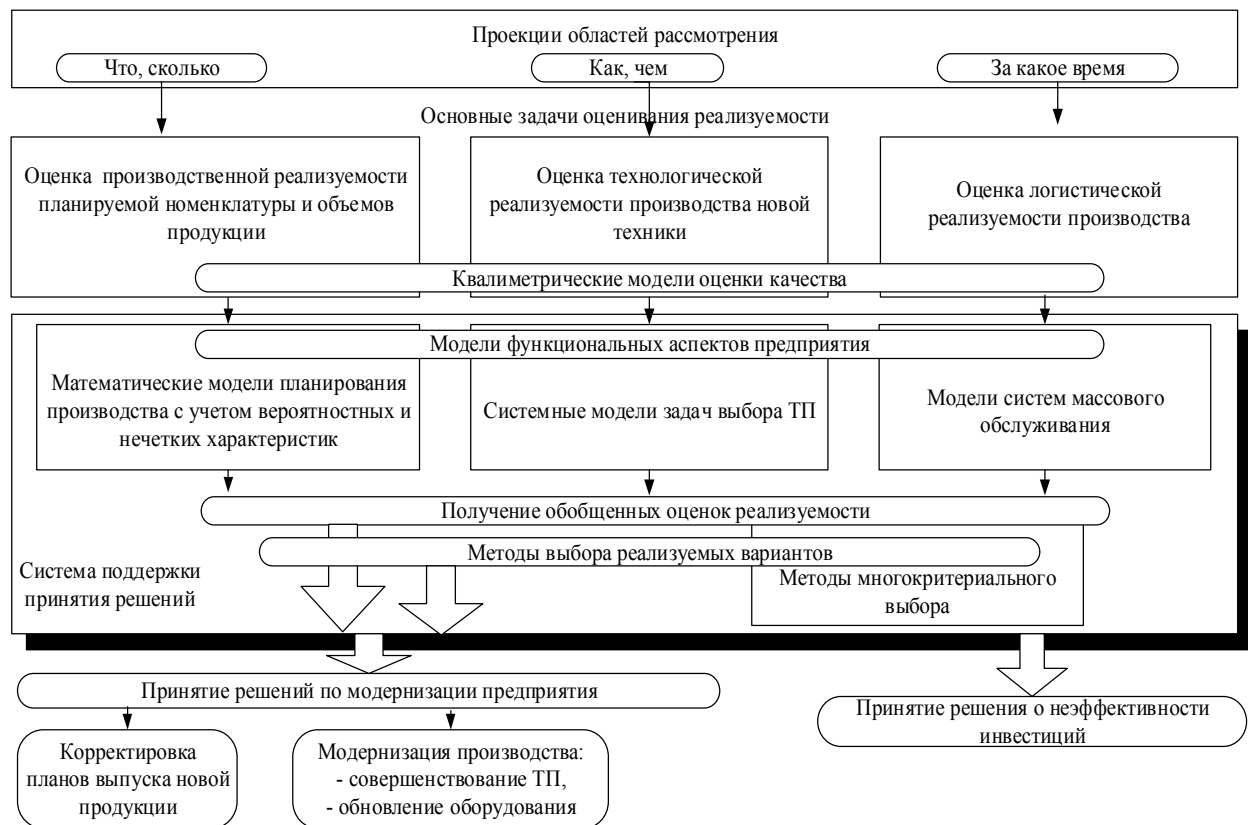 Проекции областей рассмотрения
Что, сколько
Как, чем
За какое время
Основные задачи оценивания реализуемости
Оценка производственной реализуемости
планируемой номенклатуры и объемов
продукции
Оценка технологической
реализуемости производства новой
техники
Оценка логистической
реализуемости производства
Квалиметрические модели оценки качества
Модели функциональных аспектов предприятия
Математические модели планирования
производства с учетом вероятностных и
нечетких характеристик
Системные модели задач выбора ТП
Модели систем массового
обслуживания
Получение обобщенных оценок реализуемости
Методы выбора реализуемых вариантов
Система поддержки
принятия решений
Методы многокритериального
выбора
Принятие решений по модернизации предприятия
Принятие решения о неэффективности
инвестиций
Корректировка
планов выпуска новой
продукции
Модернизация производства:
- совершенствование ТП,
- обновление оборудования